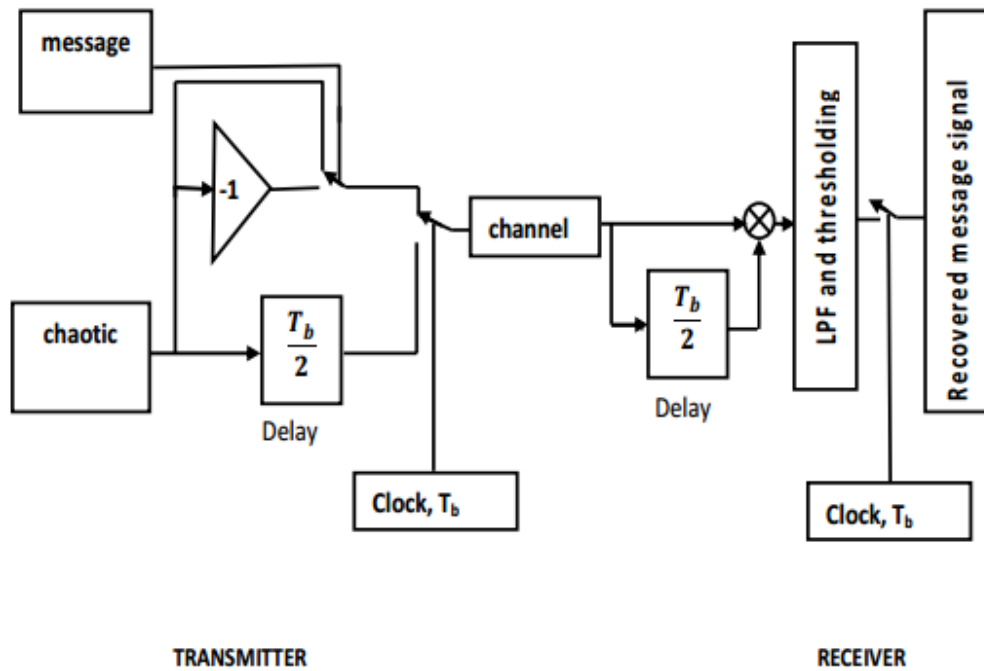 message
-1
chaotic
T_b
2
Delay
Clock, T_b
channel
T_b
2
Delay
LPF and thresholding
Recovered message signal
Clock, T_b
TRANSMITTER
RECEIVER